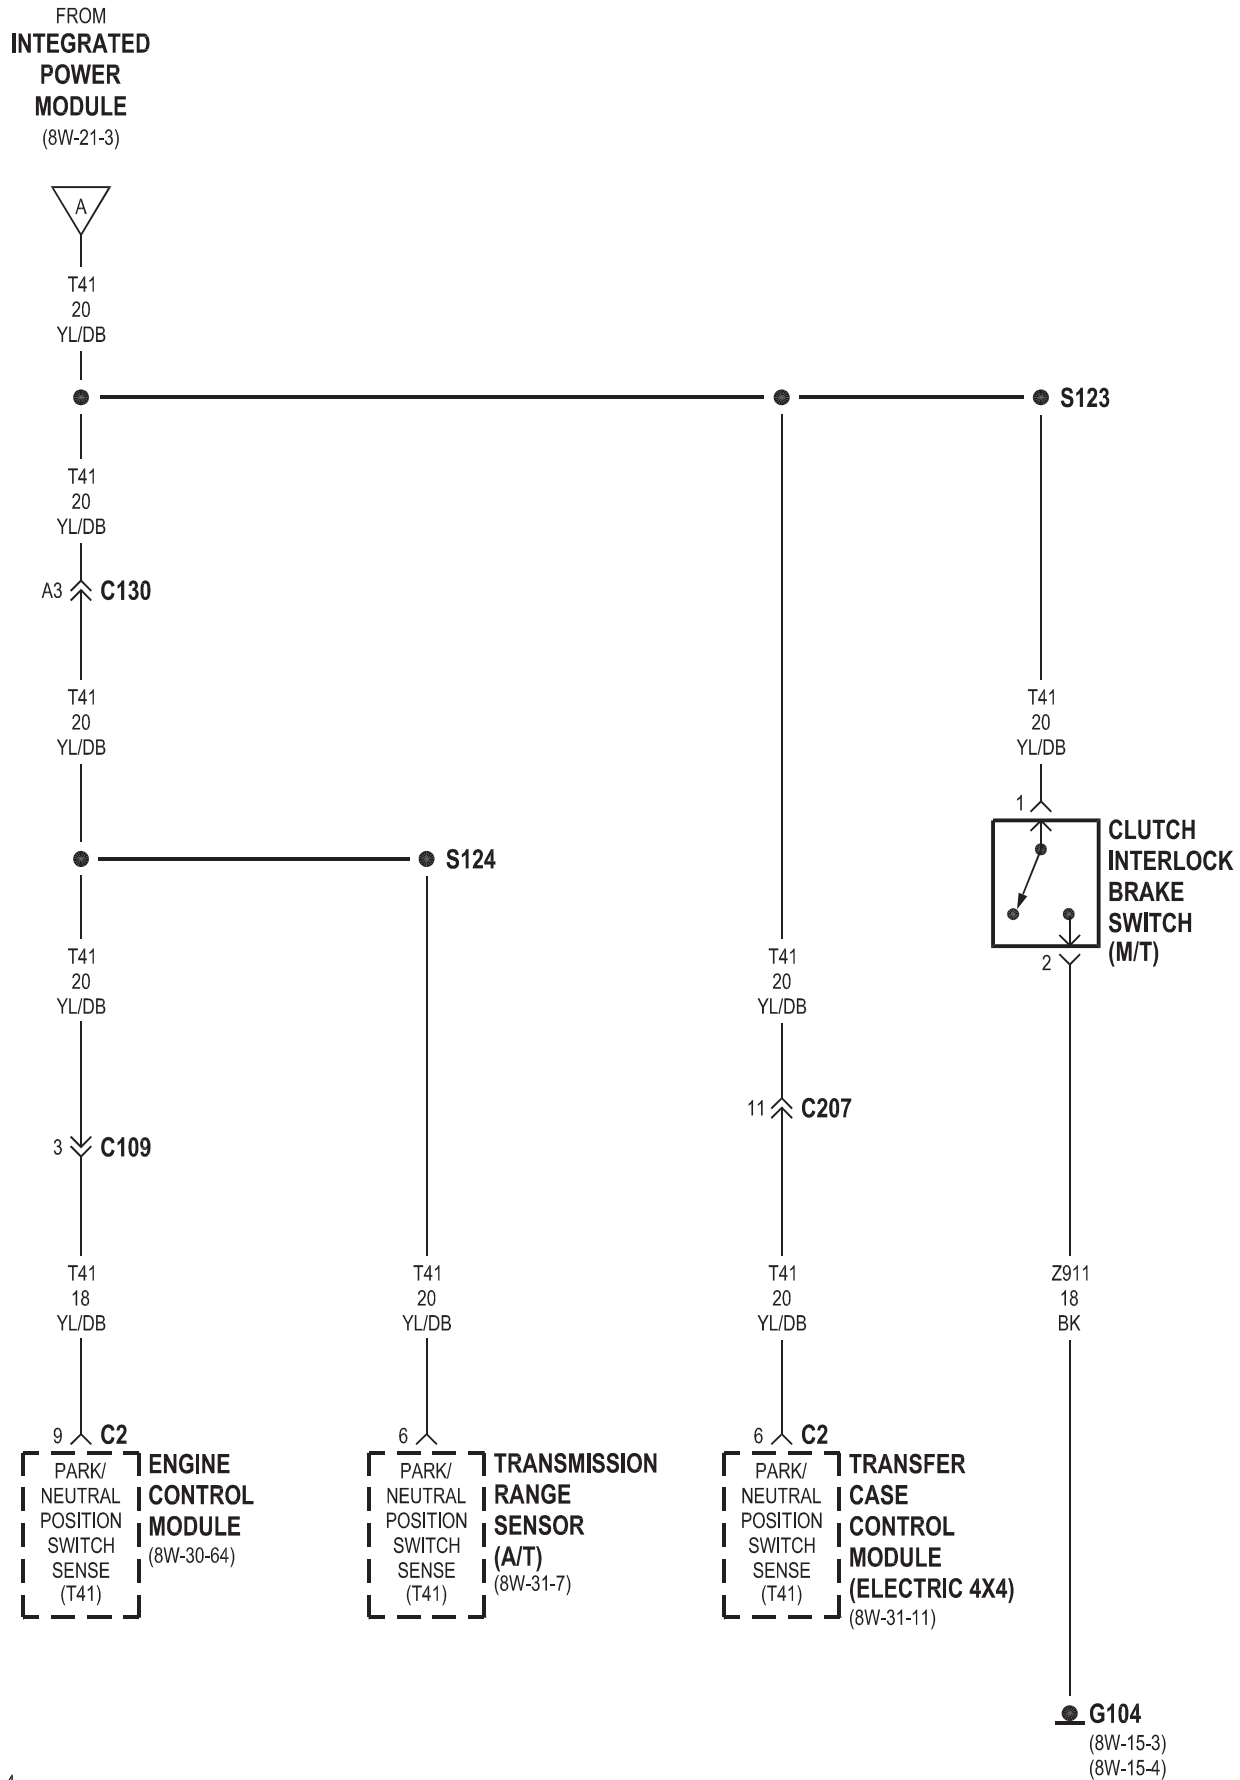 FROM
INTEGRATED
POWER
MODULE
(8W-21-3)
A
T41
20
YL/DB
S123
T41
20
YL/DB
A3 C130
T41
20
YL/DB
T41
20
YL/DB
1
CLUTCH
INTERLOCK
BRAKE
SWITCH
(M/T)
2
S124
T41
20
YL/DB
T41
20
YL/DB
11 C207
3 C109
T41
18
YL/DB
T41
20
YL/DB
T41
20
YL/DB
Z911
18
BK
9 C2
PARK/
NEUTRAL
POSITION
SWITCH
SENSE
(T41)
ENGINE
CONTROL
MODULE
(8W-30-64)
6
PARK/
NEUTRAL
POSITION
SWITCH
SENSE
(T41)
TRANSMISSION
RANGE
SENSOR
(A/T)
(8W-31-7)
6 C2
PARK/
NEUTRAL
POSITION
SWITCH
SENSE
(T41)
TRANSFER
CASE
CONTROL
MODULE
(ELECTRIC 4X4)
(8W-31-11)
G104
(8W-15-3)
(8W-15-4)